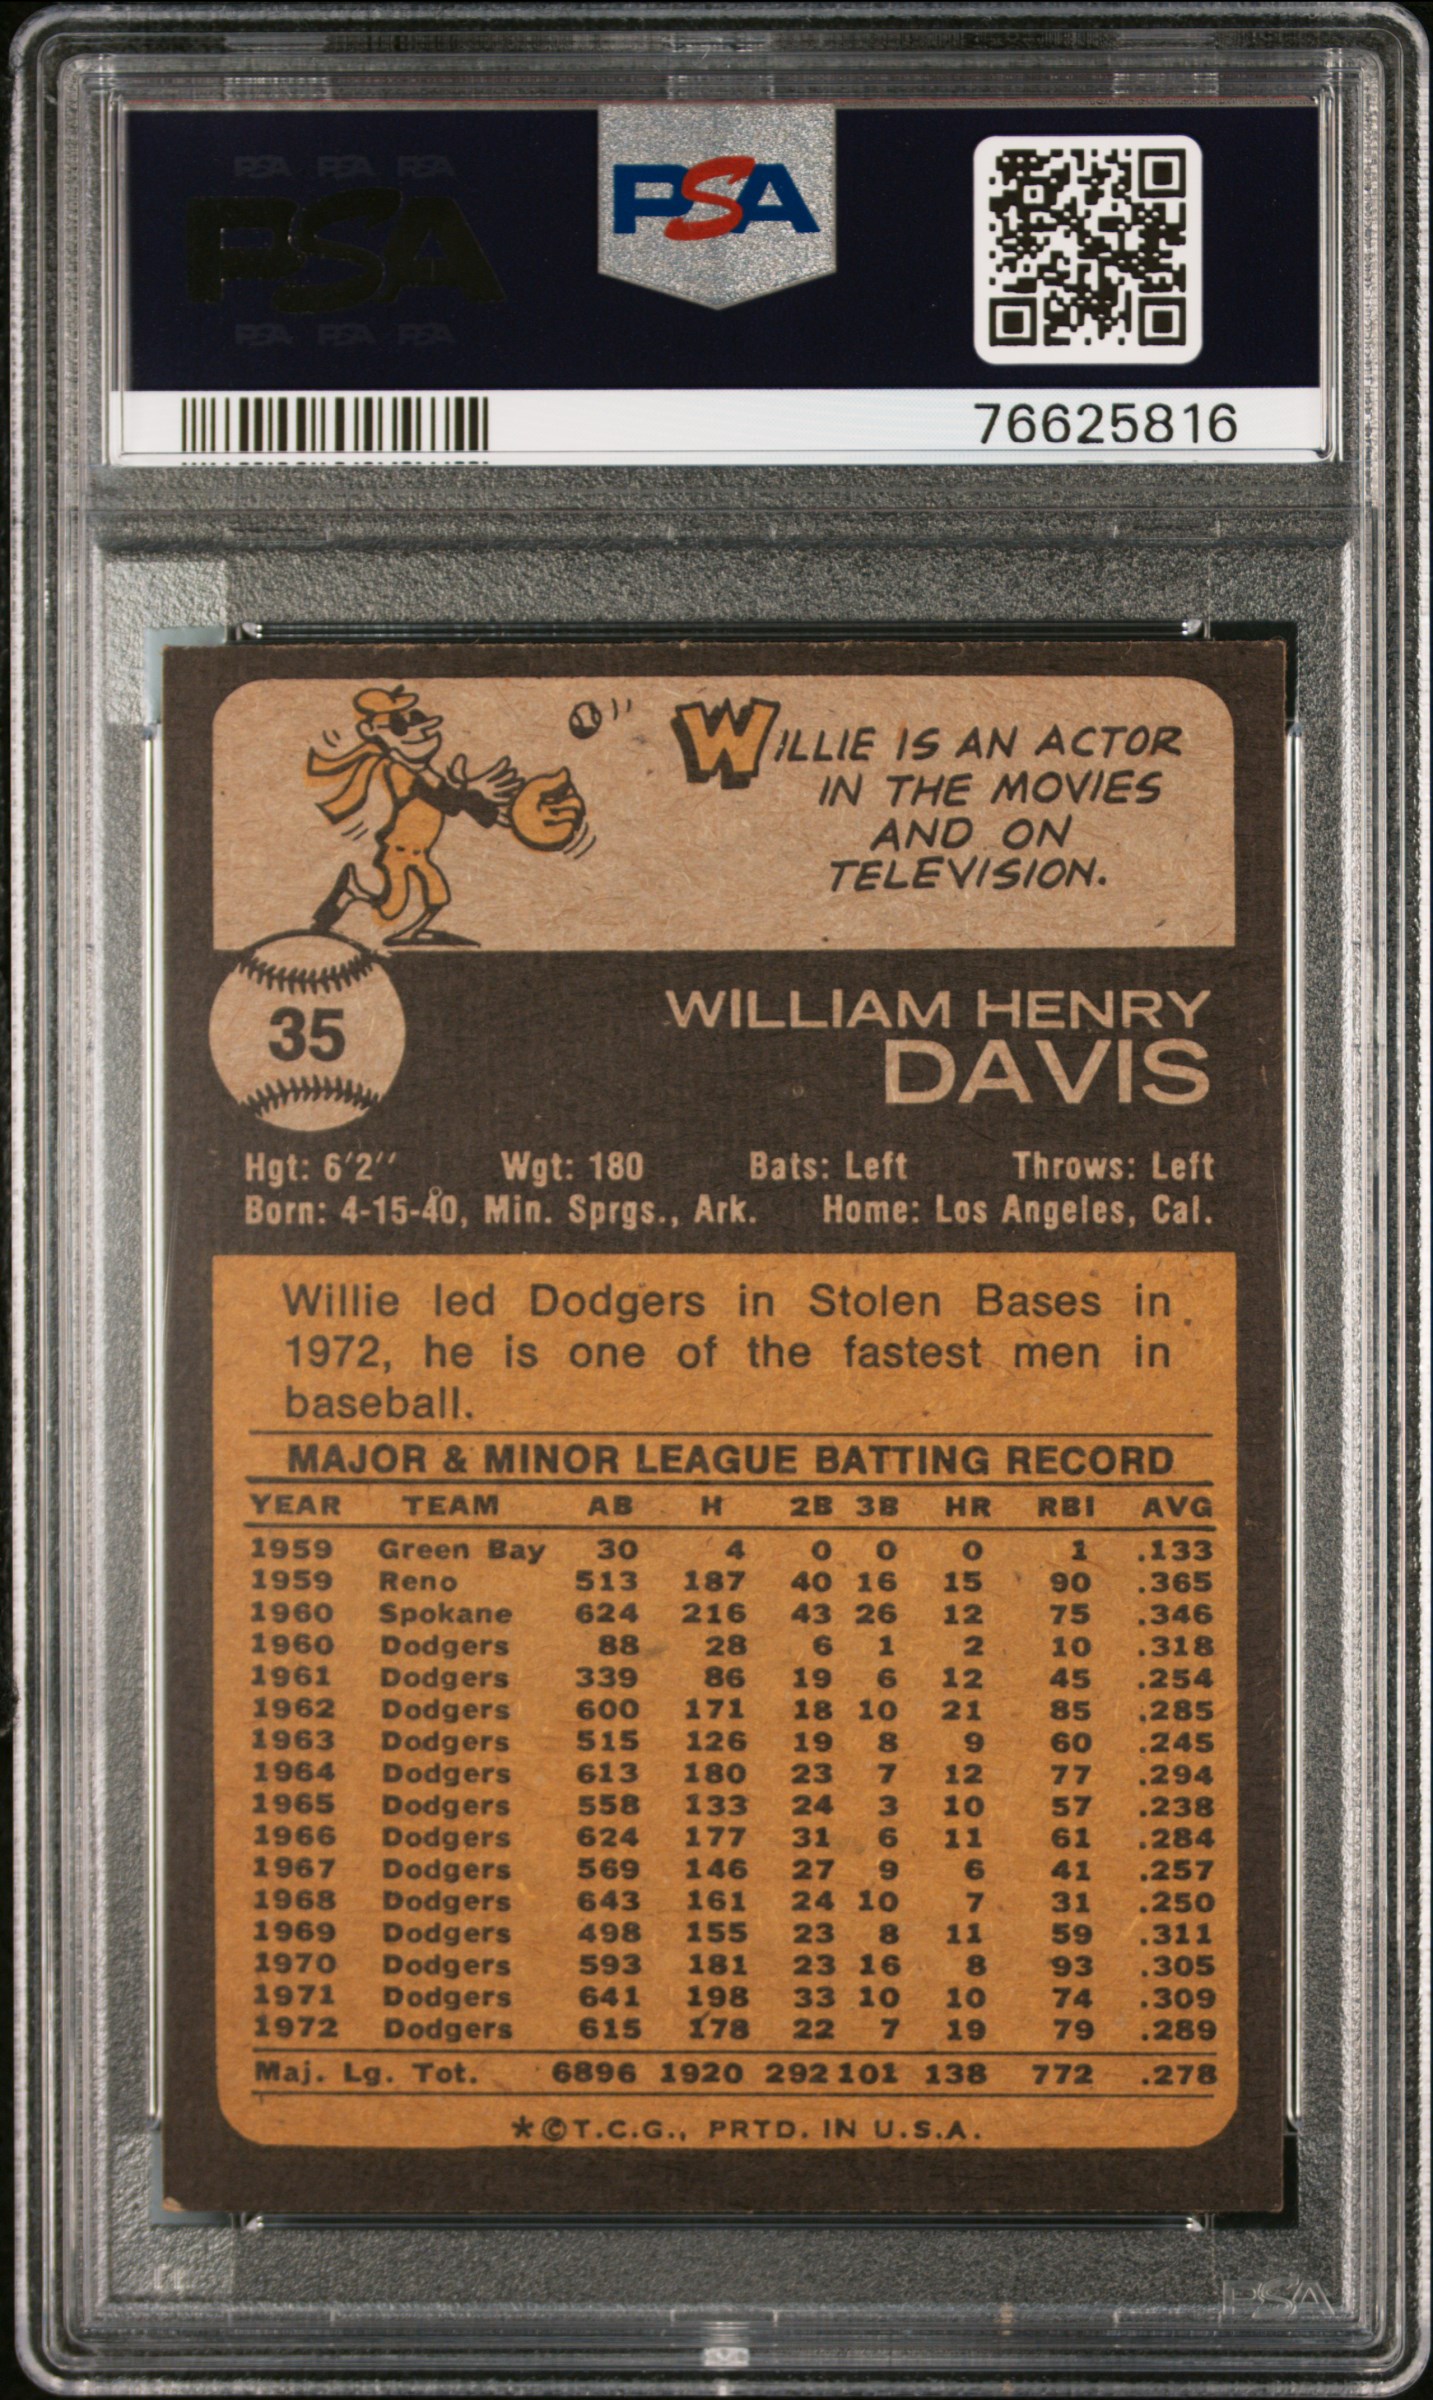 PSA PSA PSA
PSA
PSA PSA PSA
PSA
76625816
WILLIE IS AN ACTOR
IN THE MOVIES
AND ON
TELEVISION.
35
WILLIAM HENRY
DAVIS
Hgt: 6'2'' Wgt: 180 Bats: Left Throws: Left
Born: 4-15-40, Min. Sprgs., Ark. Home: Los Angeles, Cal.
Willie led Dodgers in Stolen Bases in
1972, he is one of the fastest men in
baseball.
MAJOR & MINOR LEAGUE BATTING RECORD
YEAR TEAM AB H 2B 3B HR RBI AVG
1959 Green Bay 30 4 0 0 0 1 .133
1959 Reno 513 187 40 16 15 90 .365
1960 Spokane 624 216 43 26 12 75 .346
1960 Dodgers 88 28 6 1 2 10 .318
1961 Dodgers 339 86 19 6 12 45 .254
1962 Dodgers 600 171 18 10 21 85 .285
1963 Dodgers 515 126 19 8 9 60 .245
1964 Dodgers 613 180 23 7 12 77 .294
1965 Dodgers 558 133 24 3 10 57 .238
1966 Dodgers 624 177 31 6 11 61 .284
1967 Dodgers 569 146 27 9 6 41 .257
1968 Dodgers 643 161 24 10 7 31 .250
1969 Dodgers 498 155 23 8 11 59 .311
1970 Dodgers 593 181 23 16 8 93 .305
1971 Dodgers 641 198 33 10 10 74 .309
1972 Dodgers 615 178 22 7 19 79 .289
Maj. Lg. Tot. 6896 1920 292 101 138 772 .278
*©T.C.G., PRTD. IN U.S.A.
PSA